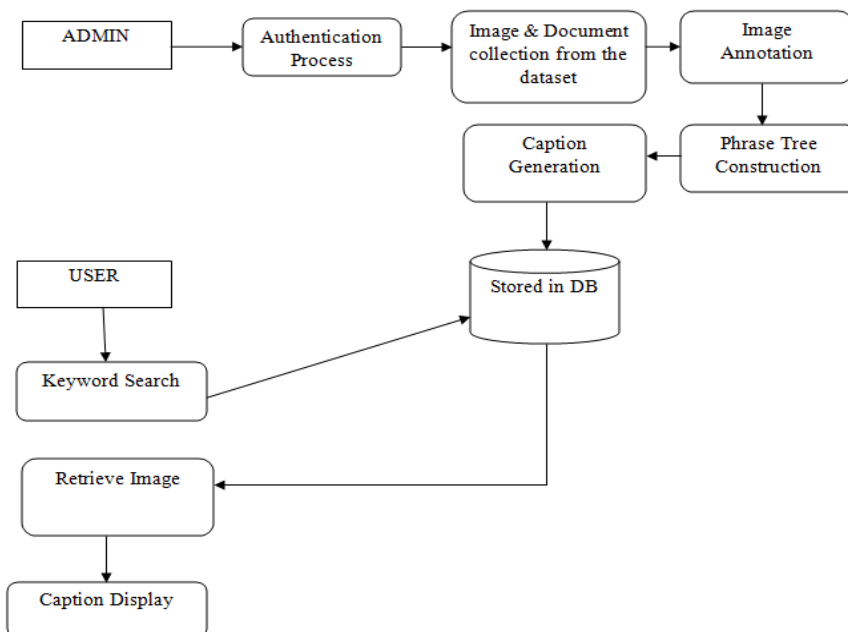 ADMIN
Authentication
Process
Image & Document
collection from the
dataset
Image
Annotation
Caption
Generation
Phrase Tree
Construction
USER
Stored in DB
Keyword Search
Retrieve Image
Caption Display